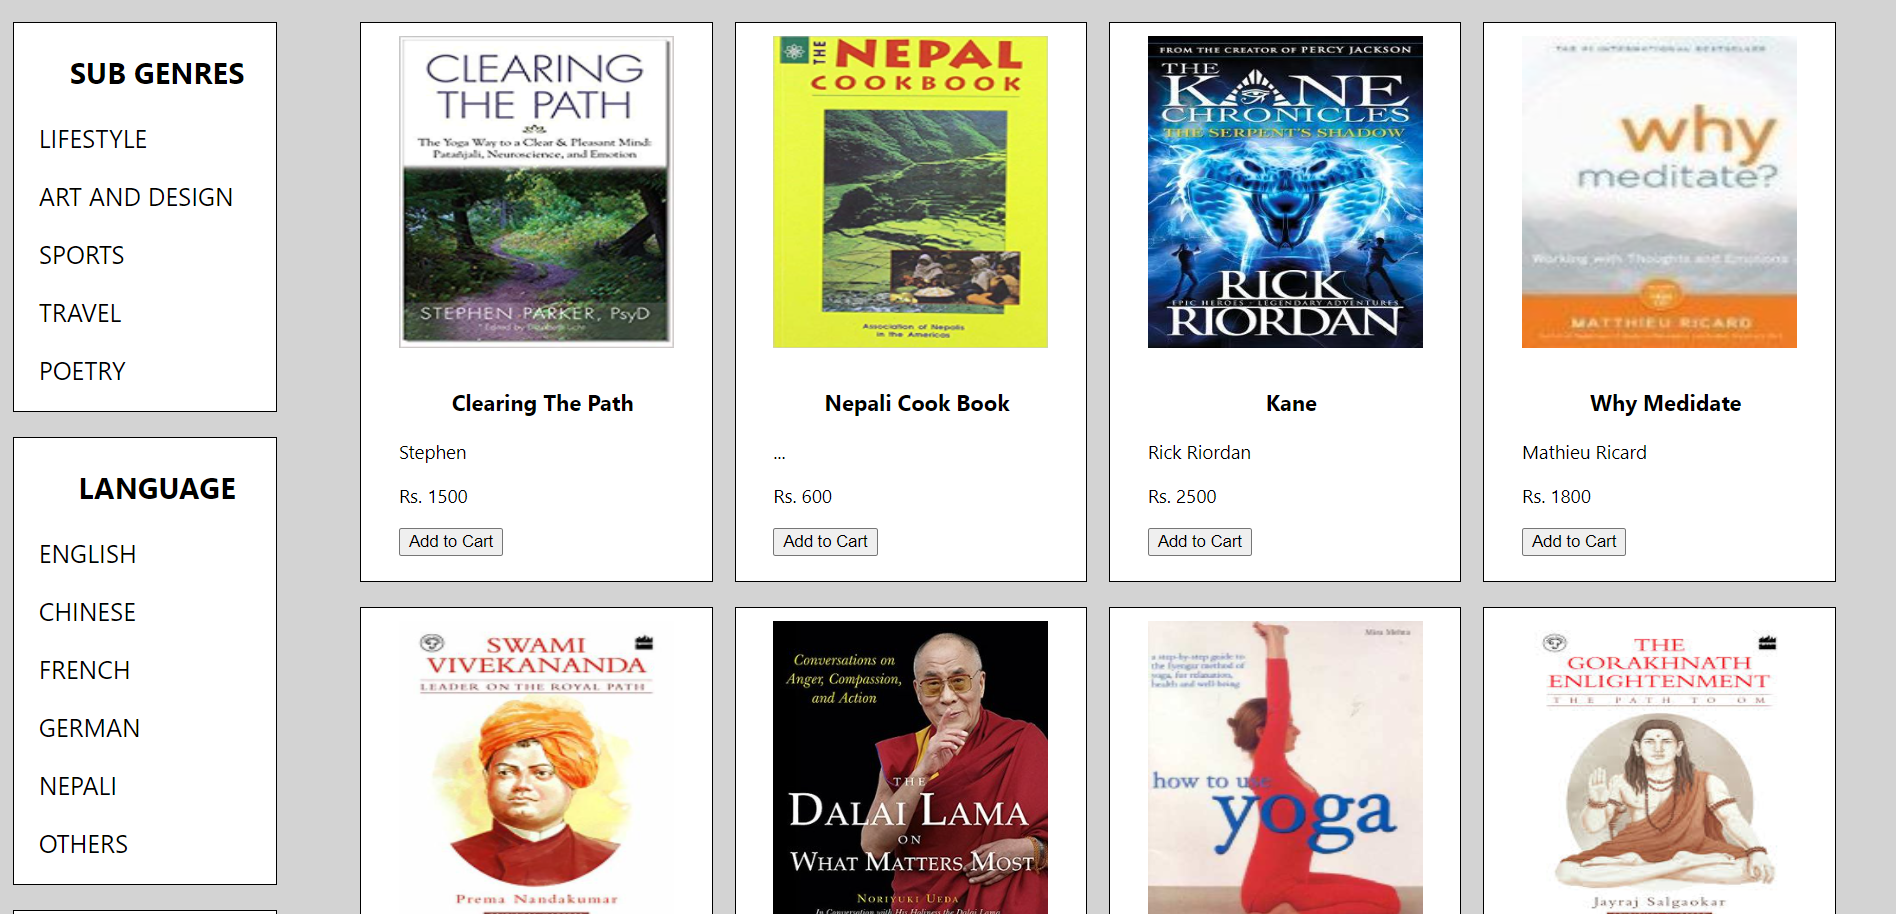 SUB GENRES
LIFESTYLE
ART AND DESIGN
SPORTS
TRAVEL
POETRY
LANGUAGE
ENGLISH
CHINESE
FRENCH
GERMAN
NEPALI
OTHERS
CLEARING
THE PATH
The Yoga Way to a Clear & Pleasant Mind:
Patañjali, Neuroscience, and Emotion
STEPHEN PARKER, PsyD
Edited by
Clearing The Path
Stephen
Rs. 1500
Add to Cart
THE NEPAL
COOKBOOK
Association of Nepalis
in the Americas
Nepali Cook Book
...
Rs. 600
Add to Cart
FROM THE CREATOR OF PERCY JACKSON
THE
KANE
CHRONICLES
THE SERPENT'S SHADOW
RICK
EPIC HEROES · LEGENDARY ADVENTURES
RIORDAN
Kane
Rick Riordan
Rs. 2500
Add to Cart
THE #1 INTERNATIONAL BESTSELLER
why
meditate?
Working with Thoughts and Emotions
MATTHIEU RICARD
Why Medidate
Mathieu Ricard
Rs. 1800
Add to Cart
SWAMI
VIVEKANANDA
LEADER ON THE ROYAL PATH
Prema Nandakumar
Conversations on
Anger, Compassion,
and Action
THE
DALAI LAMA
ON
WHAT MATTERS MOST
NORIYUKI UEDA
In Conversation with His Holiness the Dalai Lama
Mira Mehta
a step-by-step guide to
the Iyengar method of
yoga, for relaxation,
health and well-being
how to use
yoga
THE
GORAKHNATH
ENLIGHTENMENT
THE PATH TO OM
Jayraj Salgaokar